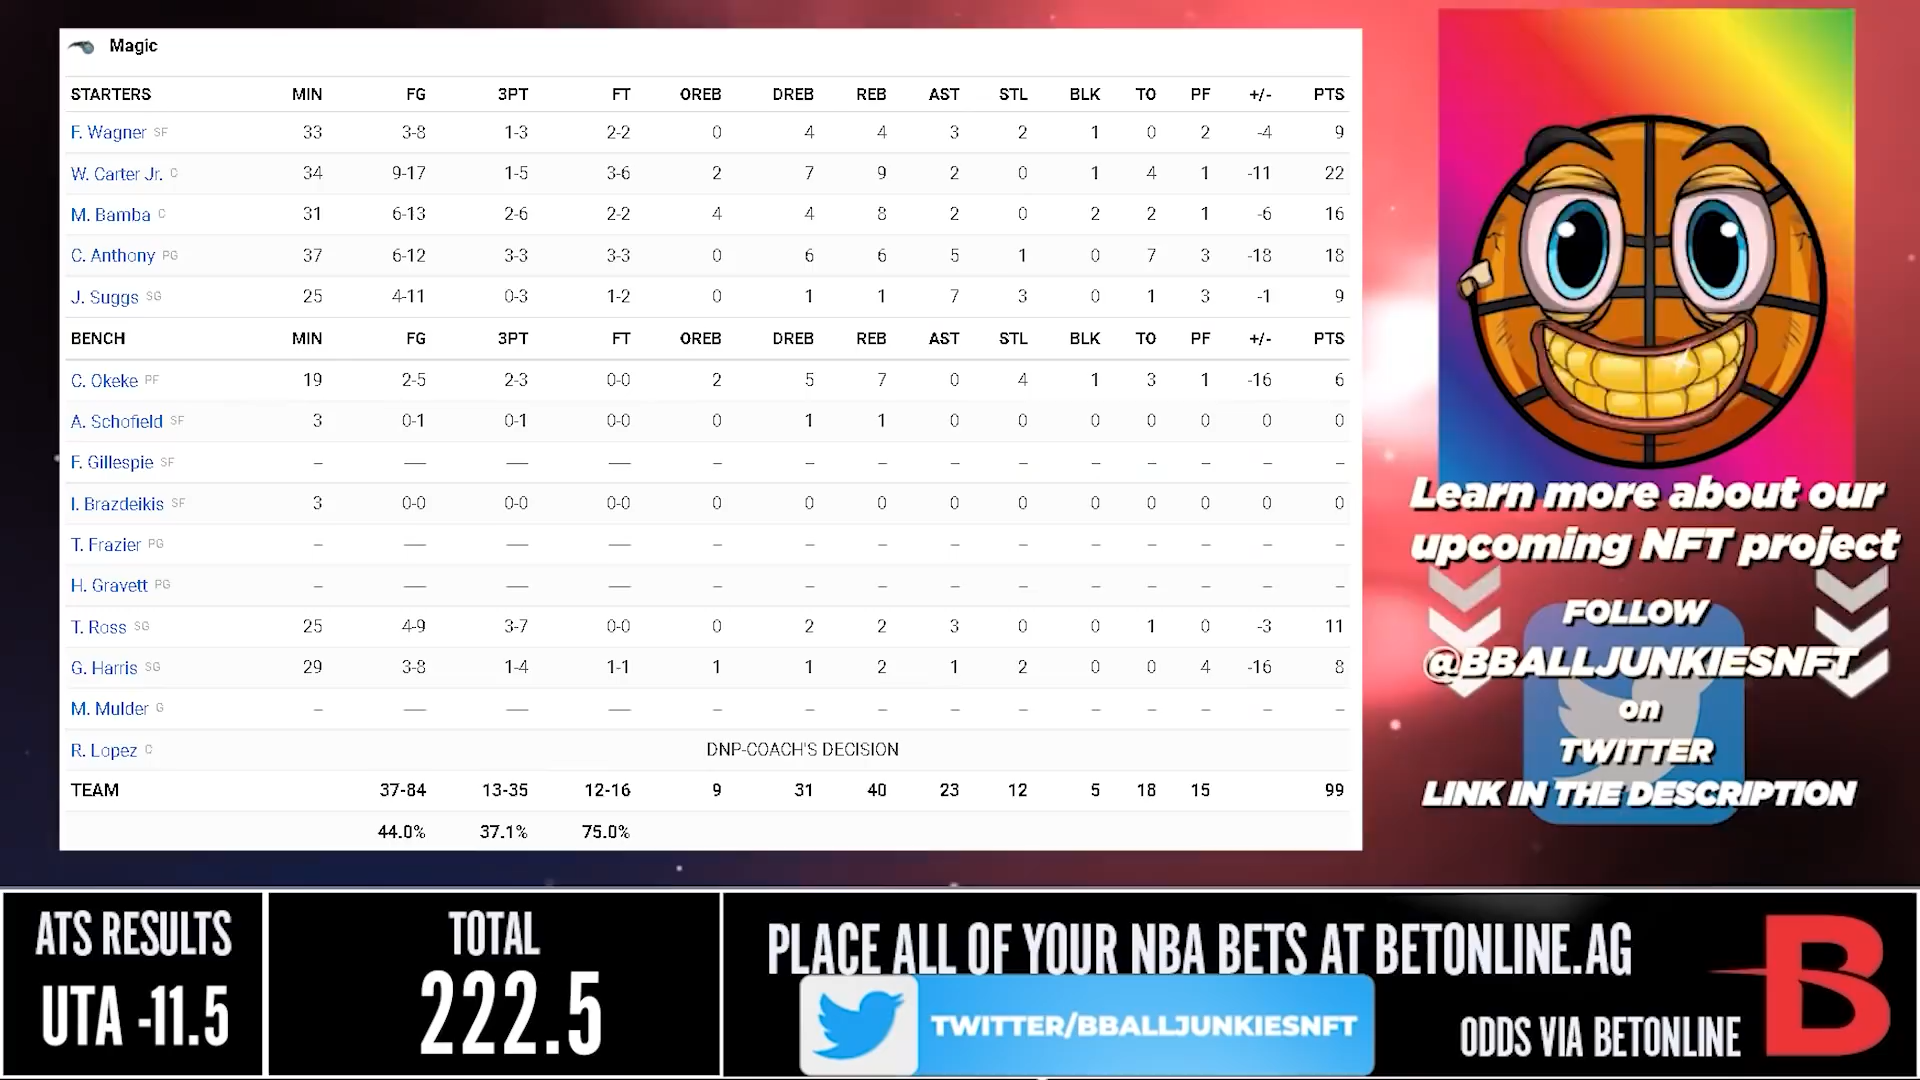 Magic
STARTERS MIN FG 3PT FT OREB DREB REB AST STL BLK TO PF +/- PTS
F. Wagner SF 33 3-8 1-3 2-2 0 4 4 3 2 1 0 2 -4 9
W. Carter Jr. C 34 9-17 1-5 3-6 2 7 9 2 0 1 4 1 -11 22
M. Bamba C 31 6-13 2-6 2-2 4 4 8 2 0 2 2 1 -6 16
C. Anthony PG 37 6-12 3-3 3-3 0 6 6 5 1 0 7 3 -18 18
J. Suggs SG 25 4-11 0-3 1-2 0 1 1 7 3 0 1 3 -1 9
BENCH MIN FG 3PT FT OREB DREB REB AST STL BLK TO PF +/- PTS
C. Okeke PF 19 2-5 2-3 0-0 2 5 7 0 4 1 3 1 -16 6
A. Schofield SF 3 0-1 0-1 0-0 0 1 1 0 0 0 0 0 0 0
F. Gillespie SF – — — — – – – – – – – – – –
I. Brazdeikis SF 3 0-0 0-0 0-0 0 0 0 0 0 0 0 0 0 0
T. Frazier PG – — — — – – – – – – – – – –
H. Gravett PG – — — — – – – – – – – – – –
T. Ross SG 25 4-9 3-7 0-0 0 2 2 3 0 0 1 0 -3 11
G. Harris SG 29 3-8 1-4 1-1 1 1 2 1 2 0 0 4 -16 8
M. Mulder G – — — — – – – – – – – – – –
R. Lopez C DNP-COACH'S DECISION
TEAM 37-84 13-35 12-16 9 31 40 23 12 5 18 15 99
44.0% 37.1% 75.0%
Learn more about our
upcoming NFT project
FOLLOW
@BBALLJUNKIESNFT
on
TWITTER
LINK IN THE DESCRIPTION
ATS RESULTS
UTA -11.5
TOTAL
222.5
PLACE ALL OF YOUR NBA BETS AT BETONLINE.AG
TWITTER/BBALLJUNKIESNFT
ODDS VIA BETONLINE
B